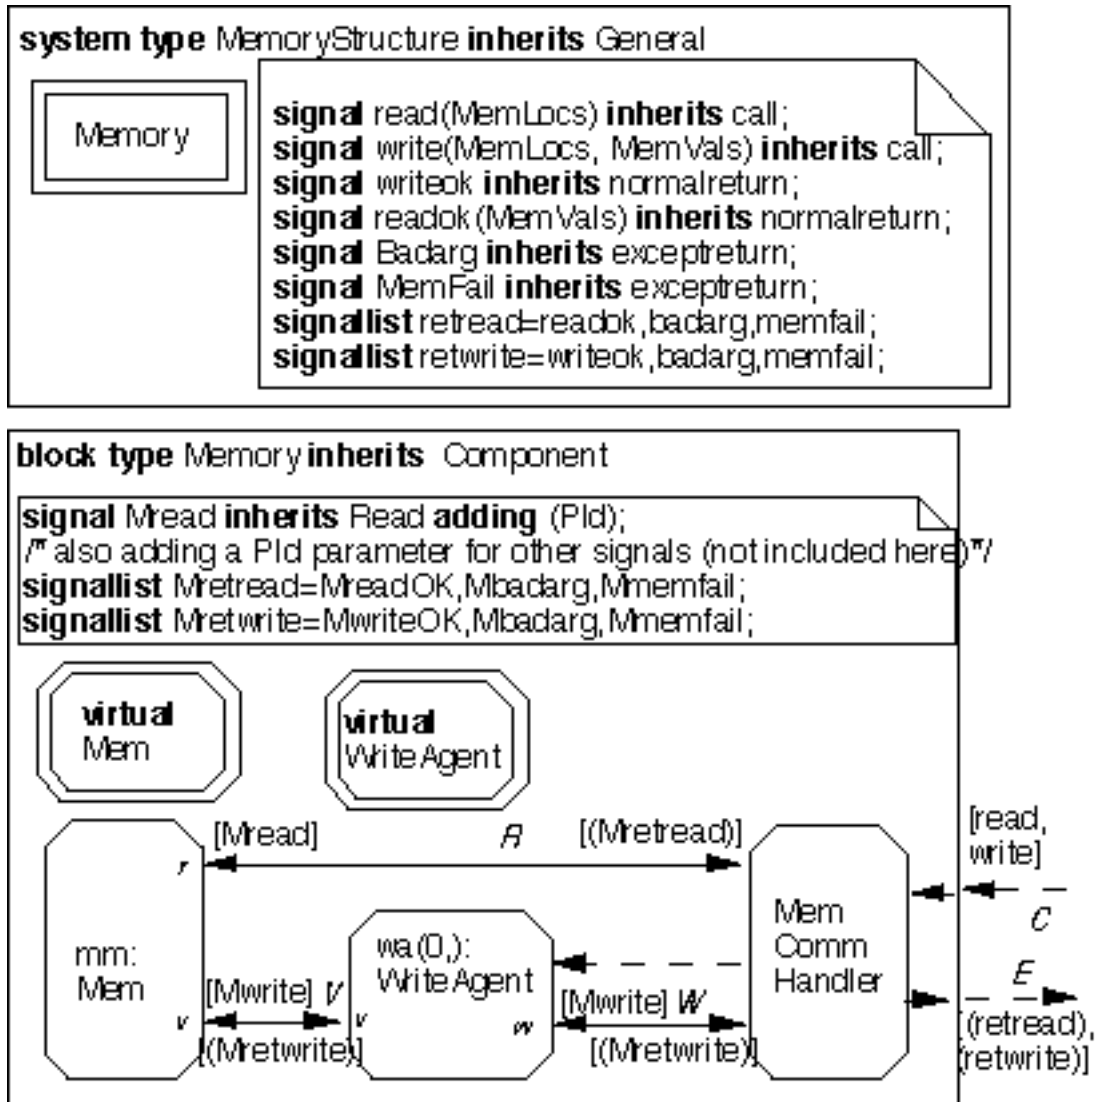 system type MemoryStructure inherits General
Memory
signal read(MemLocs) inherits call;
signal write(MemLocs, MemVals) inherits call;
signal writeok inherits normalreturn;
signal readok(MemVals) inherits normalreturn;
signal Badarg inherits exceptreturn;
signal MemFail inherits exceptreturn;
signallist retread=readok,badarg,memfail;
signallist retwrite=writeok,badarg,memfail;
block type Memory inherits Component
signal Mread inherits Read adding (PId);
/* also adding a PId parameter for other signals (not included here)*/
signallist Mretread=MreadOK,Mbadarg,Mmemfail;
signallist Mretwrite=MwriteOK,Mbadarg,Mmemfail;
virtual
Mem
virtual
WriteAgent
[Mread]
R
[(Mretread)]
[read,
write]
r
C
mm:
Mem
wa(0,):
WriteAgent
Mem
Comm
Handler
E
[Mwrite] V
[Mwrite] W
v
v
w
[(Mretwrite)]
[(Mretwrite)]
[(retread),
(retwrite)]